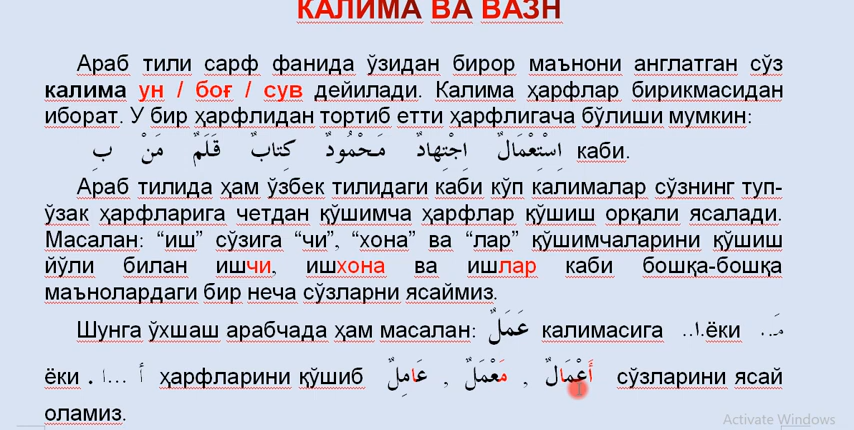 КАЛИМА ВА ВАЗН
Араб тили сарф фанида ўзидан бирор маънони англатган сўз
калима ун / боғ / сув дейилади. Калима ҳарфлар бирикмасидан
иборат. У бир ҳарфлидан тортиб етти ҳарфлигача бўлиши мумкин:
بِ مَنْ قَلَمٌ كِتابٌ مَحْمُودٌ اِجْتِهادٌ اِسْتِعْمَالٌ каби.
Араб тилида ҳам ўзбек тилидаги каби кўп калималар сўзнинг туп-
ўзак ҳарфларига четдан қўшимча ҳарфлар қўшиш орқали ясалади.
Масалан: “иш” сўзига “чи”, “хона” ва “лар” қўшимчаларини қўшиш
йўли билан ишчи, ишхона ва ишлар каби бошқа-бошқа
маънолардаги бир неча сўзларни ясаймиз.
Шунга ўхшаш арабчада ҳам масалан: عَمَلٌ калимасига ..ا. ёки مَـ..
ёки أ ...ا . ҳарфларини қўшиб عَامِلٌ , مَعْمَلٌ , أَعْمَالٌ сўзларини ясай
оламиз.
Activate Windows